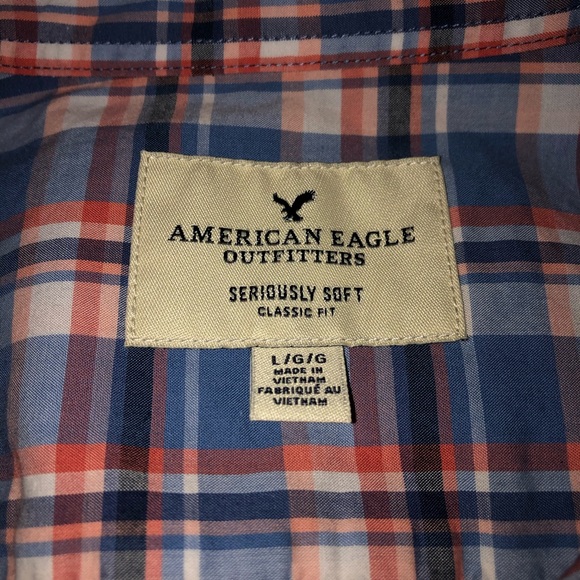 AMERICAN EAGLE
OUTFITTERS
SERIOUSLY SOFT
CLASSIC FIT
L/G/G
MADE IN
VIETNAM
FABRIQUÉ AU
VIETNAM